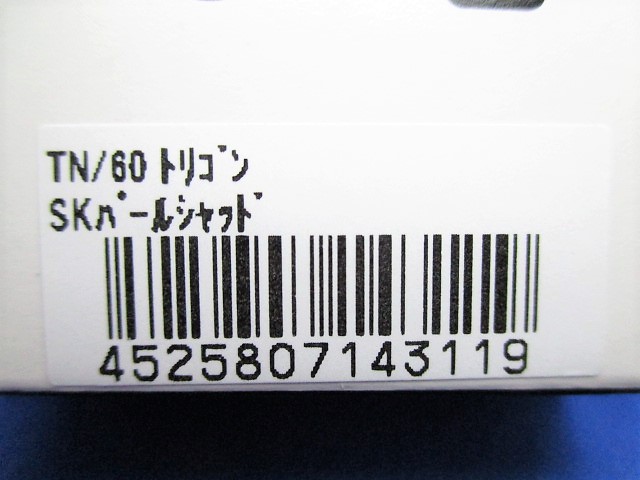 TN/60 ﾄﾘｺﾞﾝ
SKﾊﾟｰﾙｼｬｯﾄﾞ
4525807143119